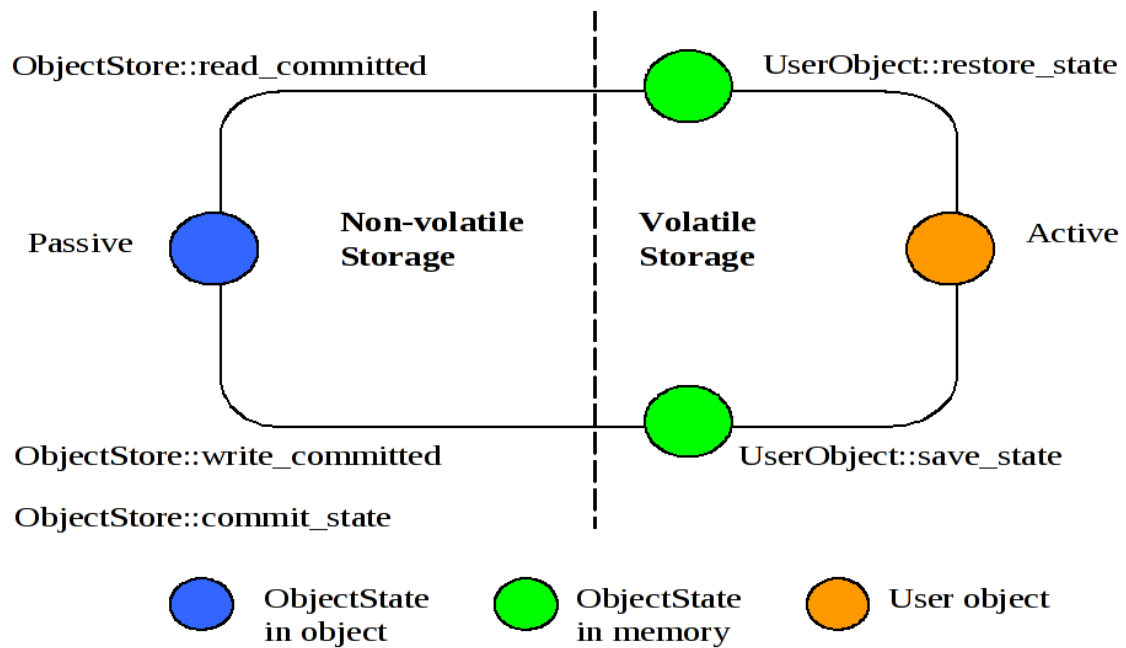 ObjectStore::read_committed
UserObject::restore_state
Non-volatile
Storage
Volatile
Storage
Passive
Active
ObjectStore::write_committed
UserObject::save_state
ObjectStore::commit_state
ObjectState
in object
ObjectState
in memory
User object